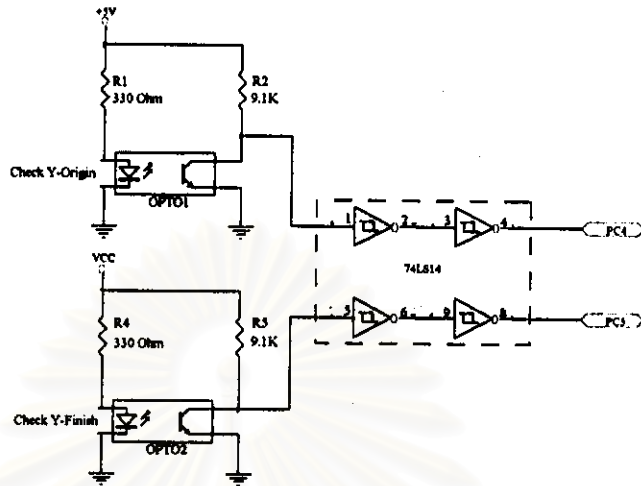 +5V
R1
330 Ohm
R2
9.1K
Check Y-Origin
OPTO1
1 2 3 4
PC4
74LS14
VCC
5 6 9 8
PC5
R4
330 Ohm
R5
9.1K
Check Y-Finish
OPTO2